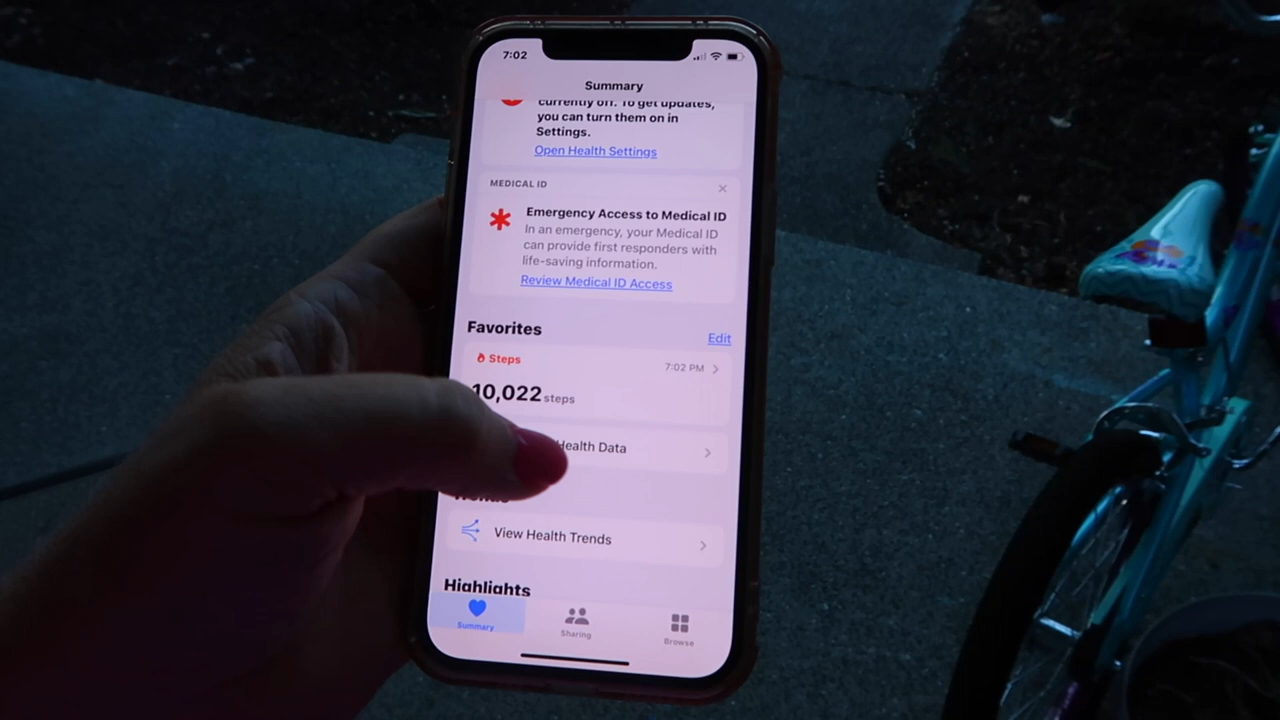 7:02
Summary
currently off. To get updates,
you can turn them on in
Settings.
Open Health Settings
MEDICAL ID
Emergency Access to Medical ID
In an emergency, your Medical ID
can provide first responders with
life-saving information.
Review Medical ID Access
Favorites
Edit
Steps
7:02 PM
10,022 steps
Health Data
Trends
View Health Trends
Highlights
Summary
Sharing
Browse